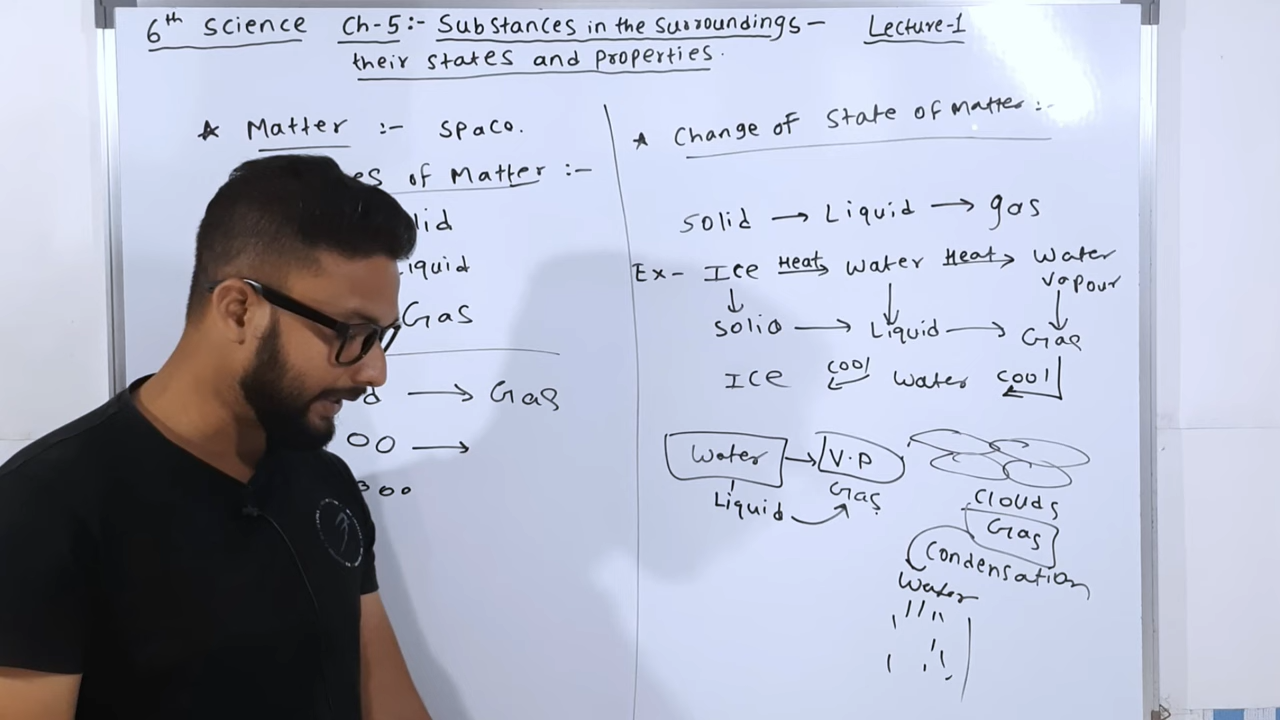 6th Science Ch-5:- Substances in the Surroundings – Lecture-1
their states and properties.
* Matter :- space.
es of Matter :-
lid
iquid
Gas
d → Gas
00 →
00
* Change of State of Matter :-
Solid → Liquid → gas
Ex- Ice Heat→ water Heat→ Water
vapour
Solid → Liquid → Gas
Ice cool← water cool←
Water → V.P
Liquid Gas
Clouds
Gas
Condensation
Water